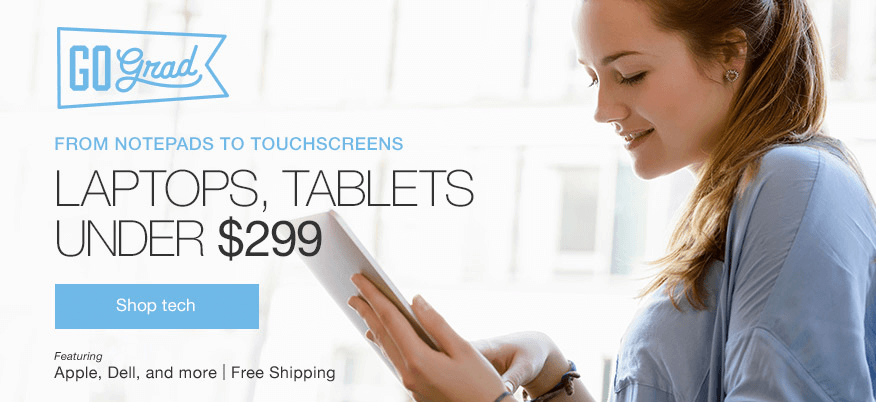 GO Grad
FROM NOTEPADS TO TOUCHSCREENS
LAPTOPS, TABLETS
UNDER $299
Shop tech
Featuring
Apple, Dell, and more | Free Shipping